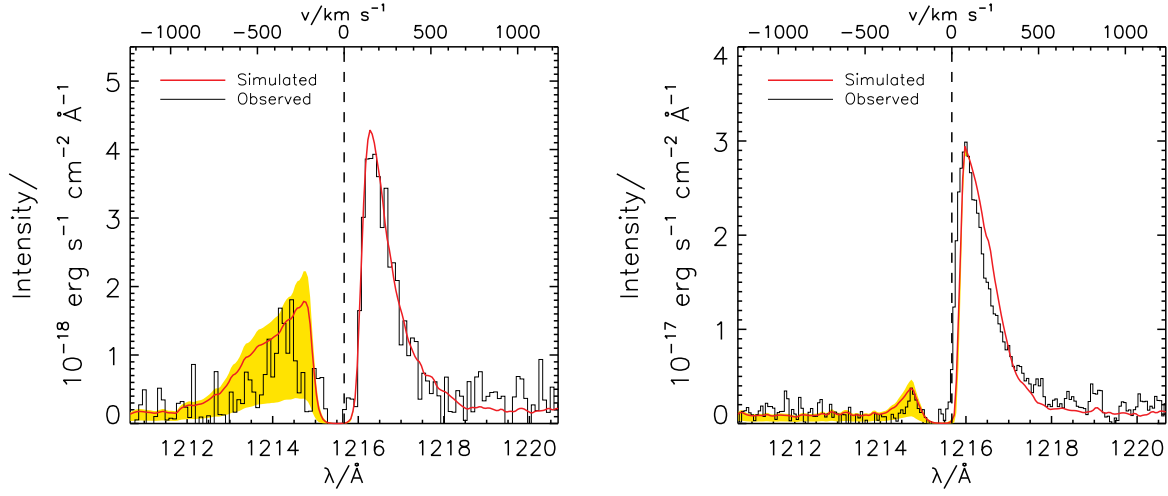 v/km s⁻¹
−1000 −500 0 500 1000
Simulated
Observed
Intensity/
10⁻¹⁸ erg s⁻¹ cm⁻² Å⁻¹
5
4
3
2
1
0
1212 1214 1216 1218 1220
λ/Å
v/km s⁻¹
−1000 −500 0 500 1000
Simulated
Observed
Intensity/
10⁻¹⁷ erg s⁻¹ cm⁻² Å⁻¹
4
3
2
1
0
1212 1214 1216 1218 1220
λ/Å